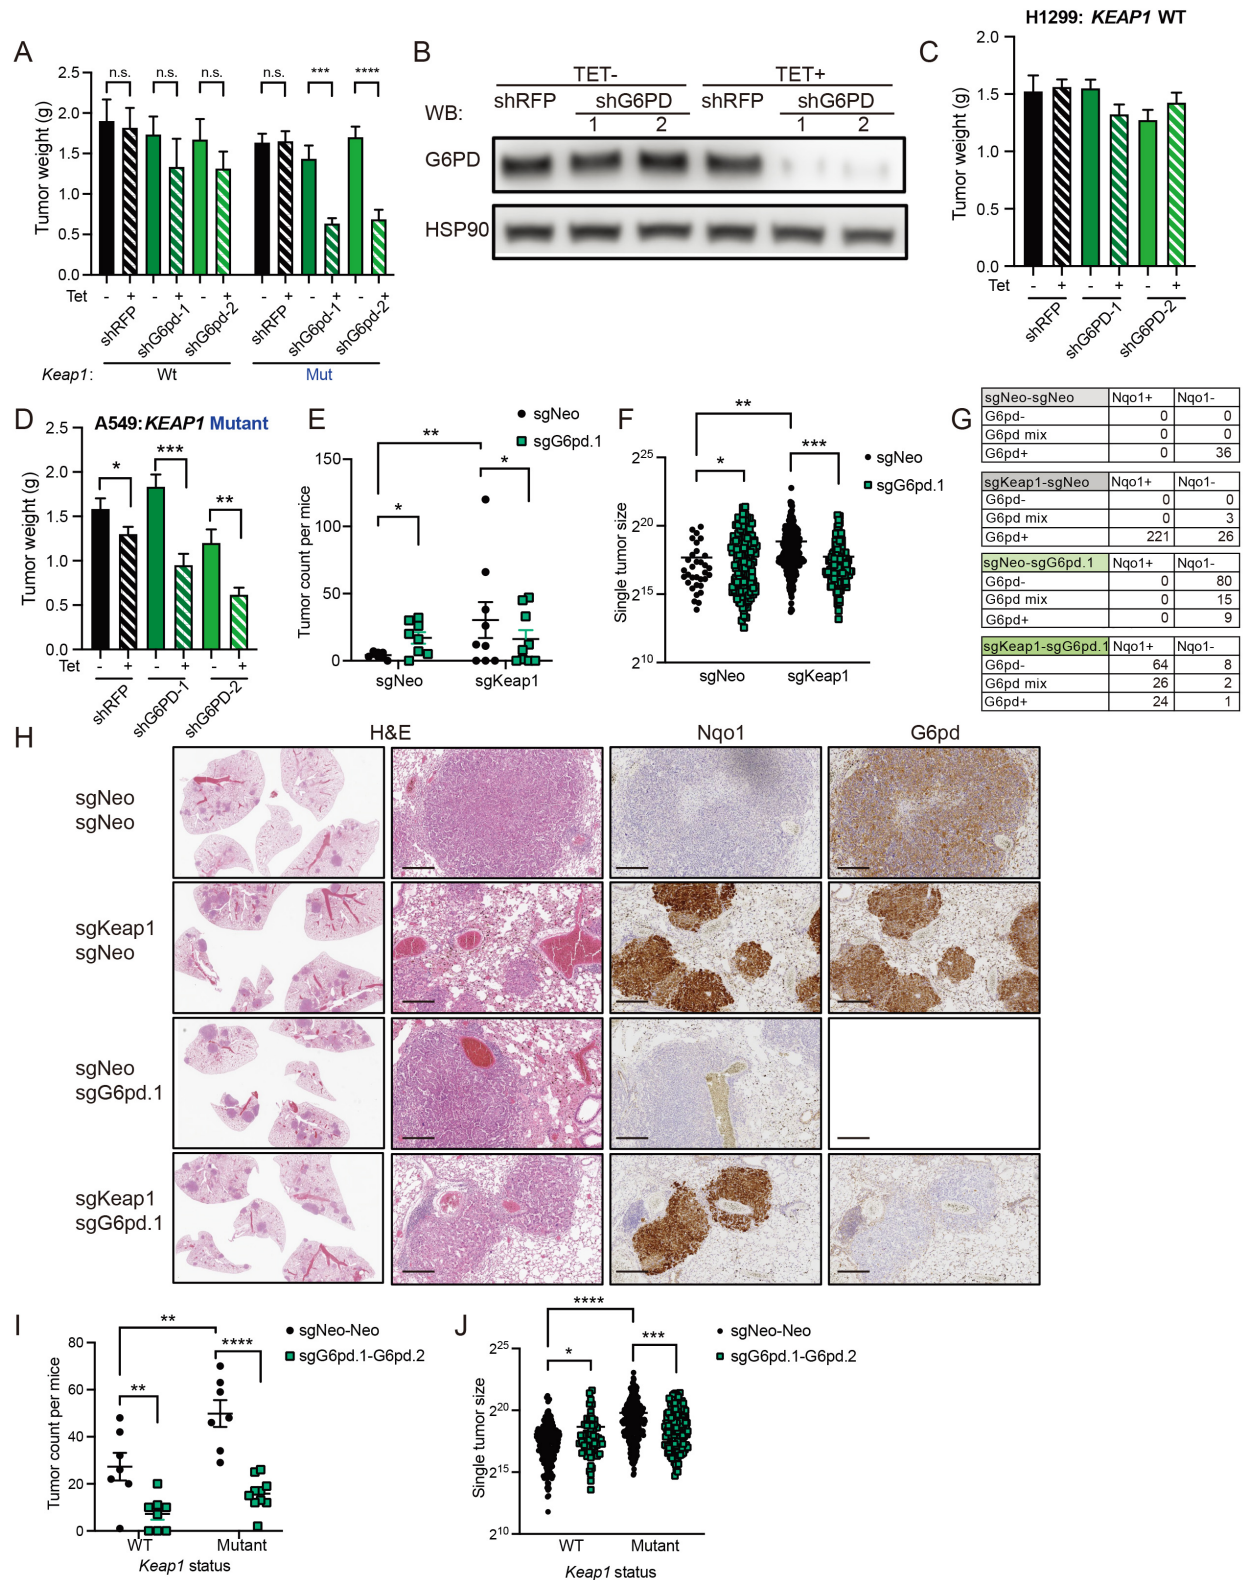 A
2.5
2.0
1.5
1.0
0.5
0.0
Tumor weight (g)
n.s. n.s. n.s. n.s. *** ****
Tet - + - + - + - + - + - +
shRFP shG6pd-1 shG6pd-2 shRFP shG6pd-1 shG6pd-2
Keap1: Wt Mut
B
TET- TET+
shRFP shG6PD shRFP shG6PD
WB: 1 2 1 2
G6PD
HSP90
C
H1299: KEAP1 WT
2.0
1.5
1.0
0.5
0.0
Tumor weight (g)
Tet - + - + - +
shRFP shG6PD-1 shG6PD-2
D
A549: KEAP1 Mutant
2.5
2.0
1.5
1.0
0.5
0.0
Tumor weight (g)
* *** **
Tet - + - + - +
shRFP shG6PD-1 shG6PD-2
E
sgNeo
sgG6pd.1
150
100
50
0
Tumor count per mice
** * *
sgNeo sgKeap1
F
sgNeo
sgG6pd.1
2^25
2^20
2^15
2^10
Single tumor size
** * ***
sgNeo sgKeap1
G
sgNeo-sgNeo Nqo1+ Nqo1-
G6pd- 0 0
G6pd mix 0 0
G6pd+ 0 36
sgKeap1-sgNeo Nqo1+ Nqo1-
G6pd- 0 0
G6pd mix 0 3
G6pd+ 221 26
sgNeo-sgG6pd.1 Nqo1+ Nqo1-
G6pd- 0 80
G6pd mix 0 15
G6pd+ 0 9
sgKeap1-sgG6pd.1 Nqo1+ Nqo1-
G6pd- 64 8
G6pd mix 26 2
G6pd+ 24 1
H
H&E Nqo1 G6pd
sgNeo
sgNeo
sgKeap1
sgNeo
sgNeo
sgG6pd.1
sgKeap1
sgG6pd.1
I
sgNeo-Neo
sgG6pd.1-G6pd.2
80
60
40
20
0
Tumor count per mice
** ** ****
WT Mutant
Keap1 status
J
sgNeo-Neo
sgG6pd.1-G6pd.2
2^25
2^20
2^15
2^10
Single tumor size
**** * ***
WT Mutant
Keap1 status